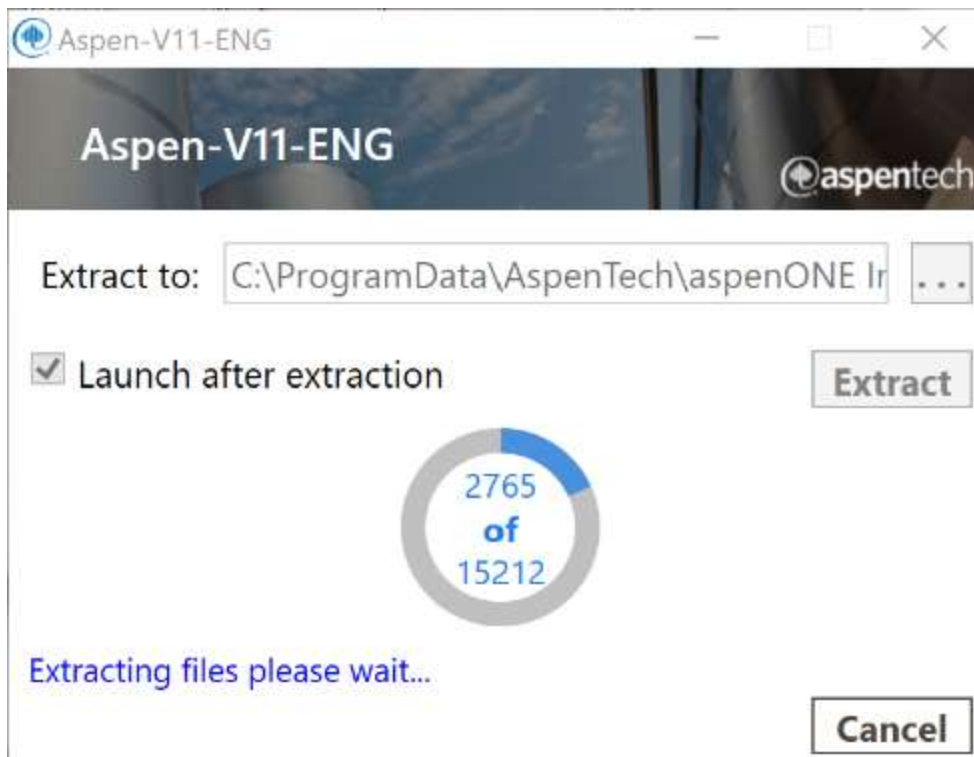 Aspen-V11-ENG
Aspen-V11-ENG
aspentech
Extract to: C:\ProgramData\AspenTech\aspenONE In ...
Launch after extraction Extract
2765
of
15212
Extracting files please wait...
Cancel